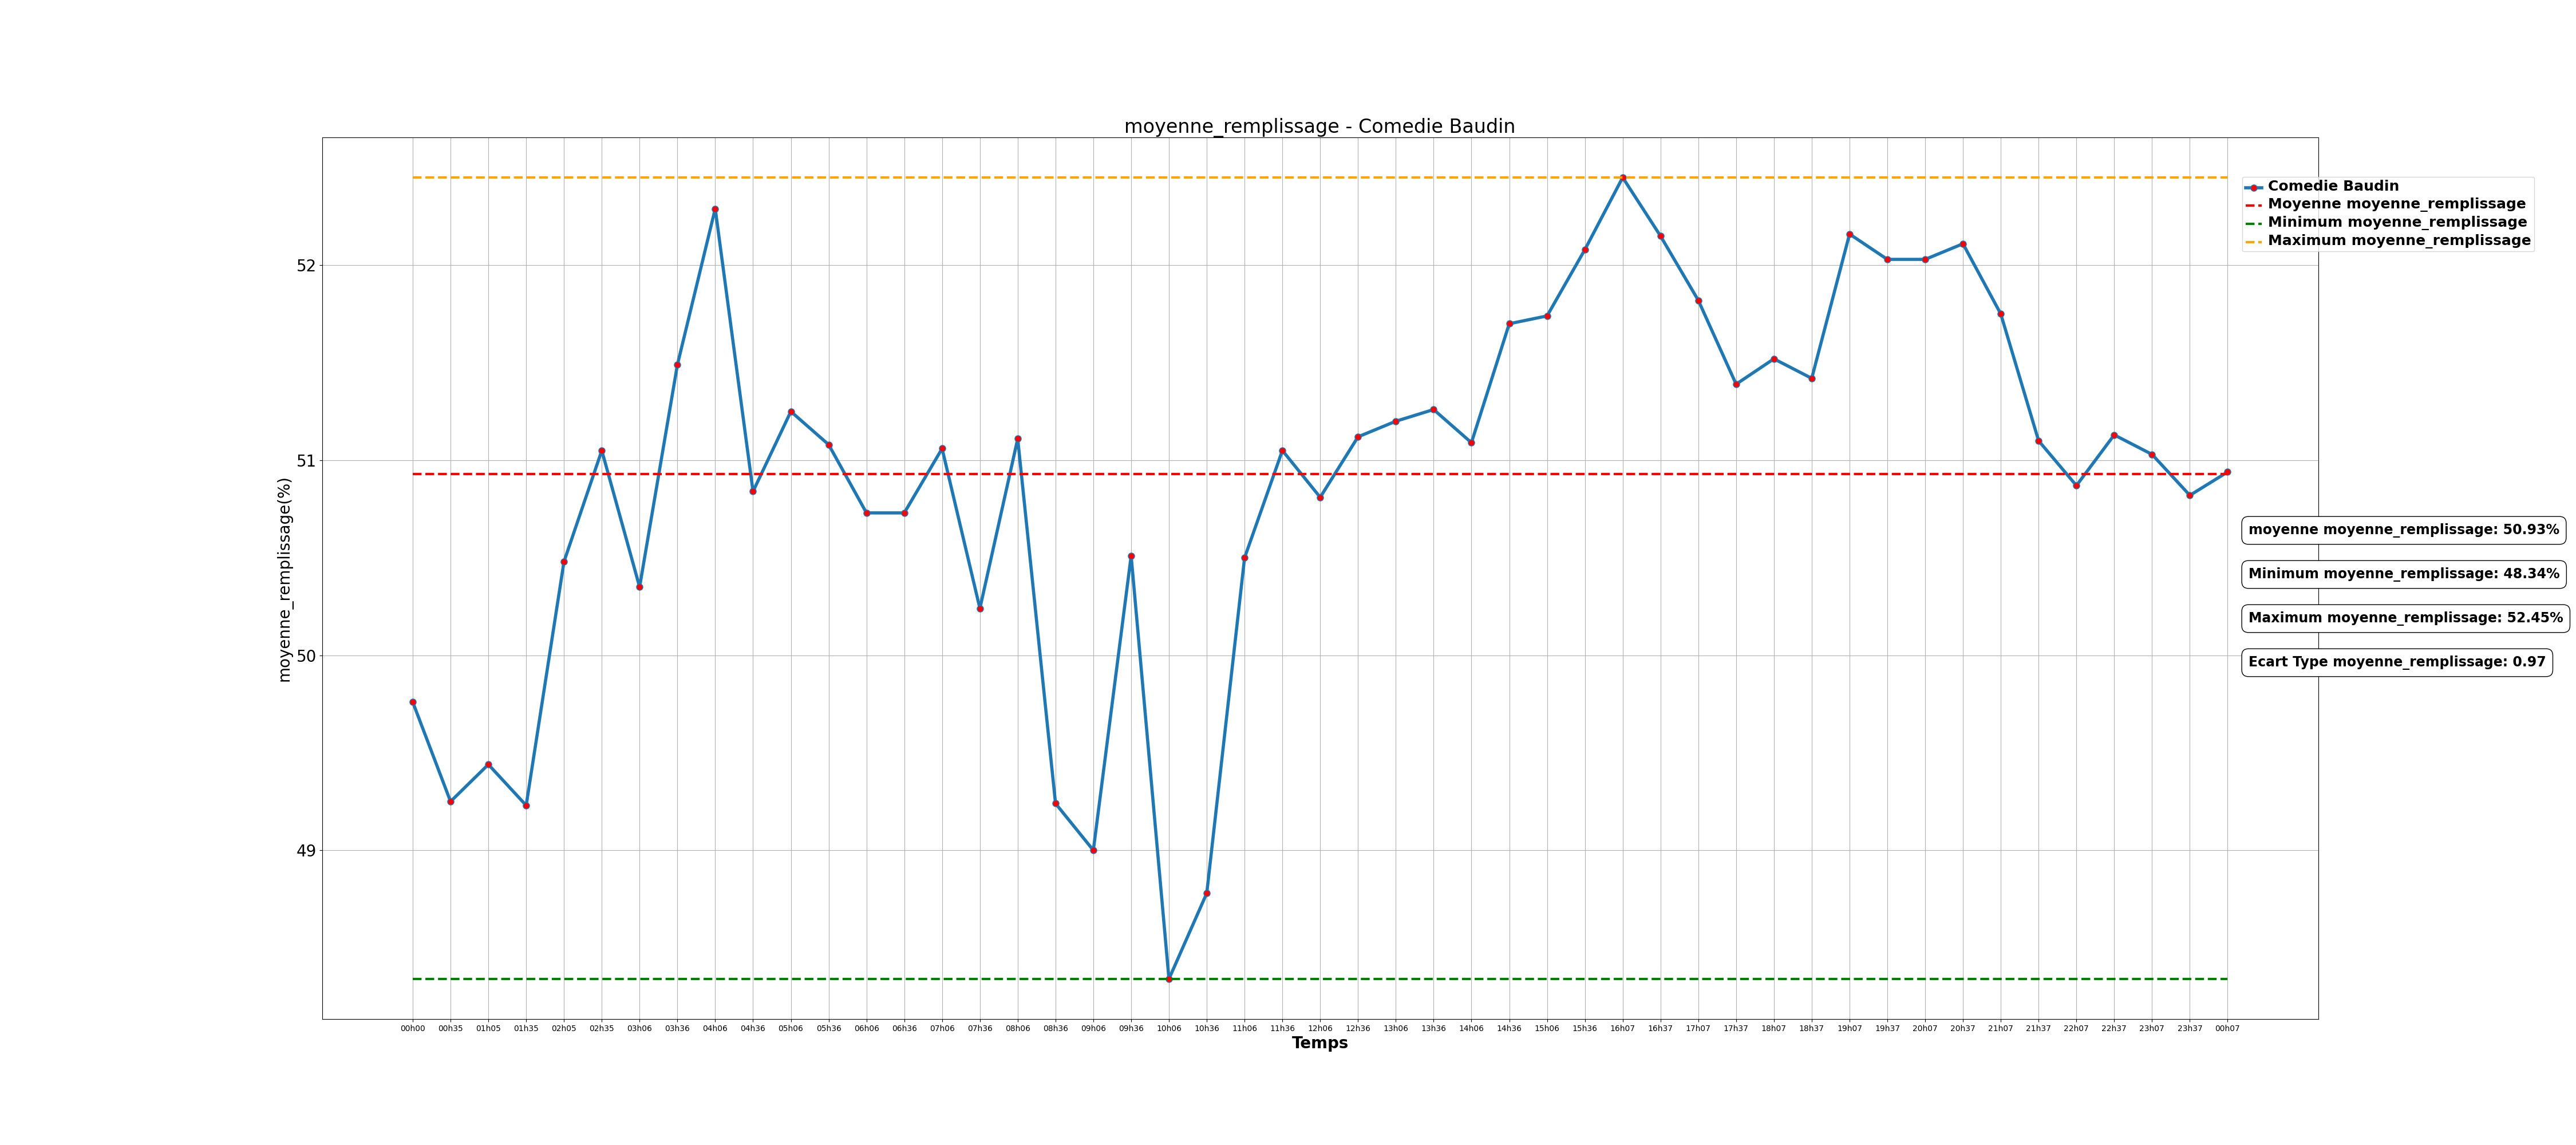 moyenne_remplissage - Comedie Baudin
Comedie Baudin
Moyenne moyenne_remplissage
Minimum moyenne_remplissage
Maximum moyenne_remplissage
52
51
50
49
moyenne_remplissage(%)
moyenne moyenne_remplissage: 50.93%
Minimum moyenne_remplissage: 48.34%
Maximum moyenne_remplissage: 52.45%
Ecart Type moyenne_remplissage: 0.97
00h00 00h35 01h05 01h35 02h05 02h35 03h06 03h36 04h06 04h36 05h06 05h36 06h06 06h36 07h06 07h36 08h06 08h36 09h06 09h36 10h06 10h36 11h06 11h36 12h06 12h36 13h06 13h36 14h06 14h36 15h06 15h36 16h07 16h37 17h07 17h37 18h07 18h37 19h07 19h37 20h07 20h37 21h07 21h37 22h07 22h37 23h07 23h37 00h07
Temps